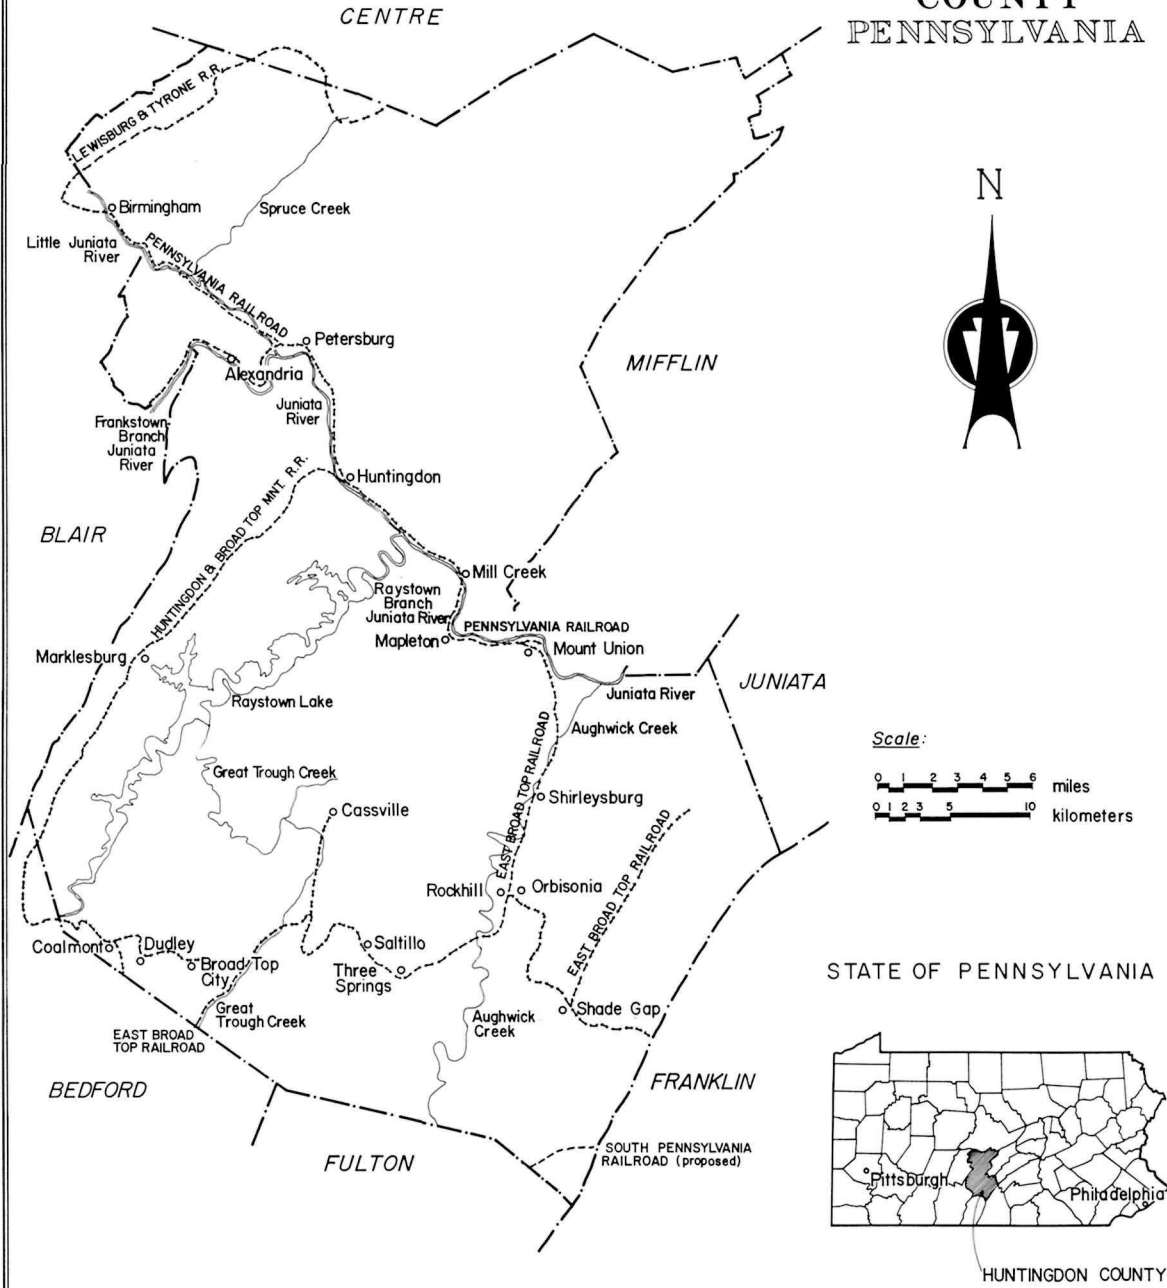 COUNTY
PENNSYLVANIA
CENTRE
LEWISBURG & TYRONE R.R.
Birmingham
Spruce Creek
N
Little Juniata
River
PENNSYLVANIA RAILROAD
Petersburg
MIFFLIN
Alexandria
Juniata
River
Frankstown
Branch
Juniata
River
Huntingdon
HUNTINGDON & BROAD TOP MNT. R.R.
BLAIR
Mill Creek
Raystown
Branch
Juniata River
PENNSYLVANIA RAILROAD
Mapleton
Mount Union
Marklesburg
JUNIATA
Juniata River
Raystown Lake
Aughwick Creek
Scale:
Great Trough Creek
0 1 2 3 4 5 6 miles
0 1 2 3 5 10 kilometers
EAST BROAD TOP RAILROAD
Shirleysburg
Cassville
EAST BROAD TOP RAILROAD
Rockhill
Orbisonia
Coalmont
Dudley
Saltillo
Broad Top
City
Three
Springs
STATE OF PENNSYLVANIA
Great
Trough Creek
Aughwick
Creek
Shade Gap
EAST BROAD
TOP RAILROAD
BEDFORD
FRANKLIN
FULTON
SOUTH PENNSYLVANIA
RAILROAD (proposed)
Pittsburgh
Philadelphia
HUNTINGDON COUNTY